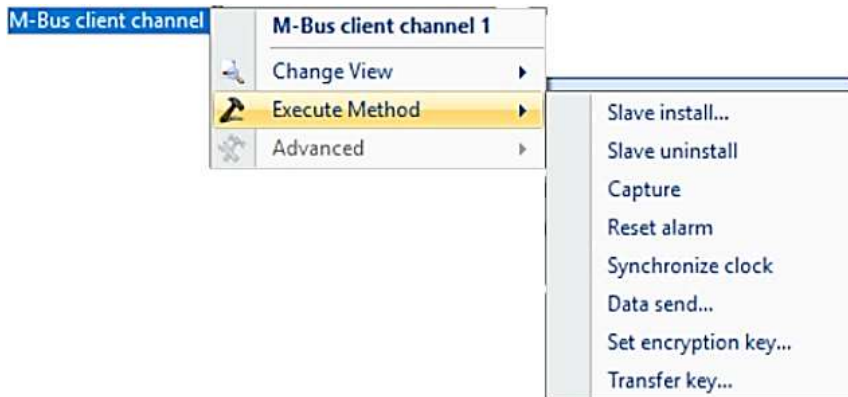 M-Bus client channel
M-Bus client channel 1
Change View
Execute Method
Advanced
Slave install...
Slave uninstall
Capture
Reset alarm
Synchronize clock
Data send...
Set encryption key...
Transfer key...